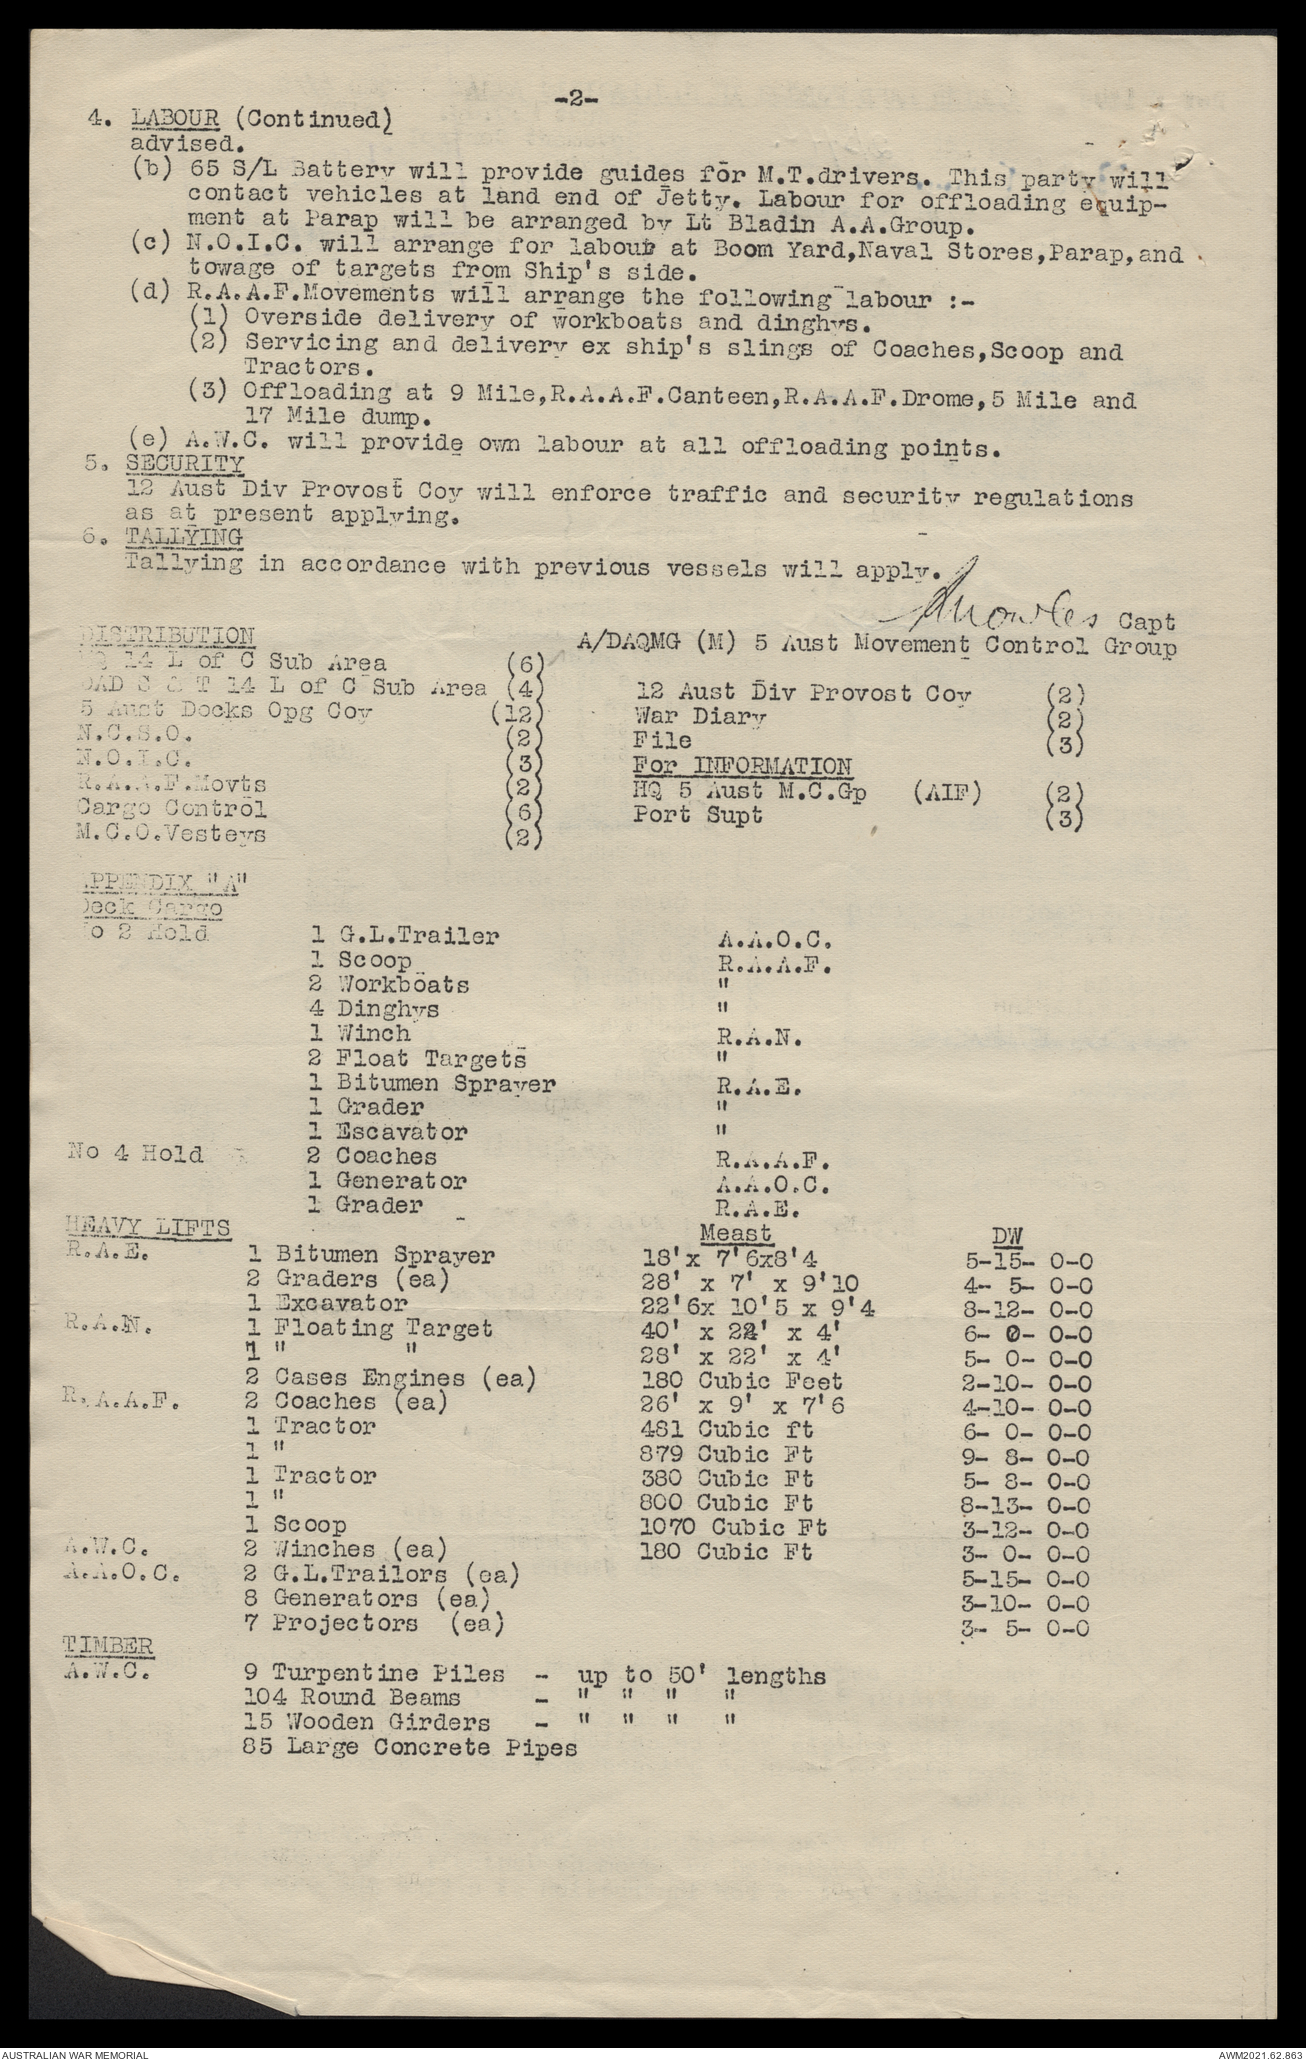 -2-
4. LABOUR (Continued)
advised.
(b) 65 S/L Battery will provide guides for M.T.drivers. This party will
contact vehicles at land end of Jetty. Labour for offloading equip-
ment at Parap will be arranged by Lt Bladin A.A.Group.
(c) N.O.I.C. will arrange for labour at Boom Yard,Naval Stores,Parap,and
towage of targets from Ship's side.
(d) R.A.A.F.Movements will arrange the following labour :-
(1) Overside delivery of workboats and dinghys.
(2) Servicing and delivery ex ship's slings of Coaches,Scoop and
Tractors.
(3) Offloading at 9 Mile,R.A.A.F.Canteen,R.A.A.F.Drome,5 Mile and
17 Mile dump.
(e) A.W.C. will provide own labour at all offloading points.
5. SECURITY
12 Aust Div Provost Coy will enforce traffic and security regulations
as at present applying.
6. TALLYING
Tallying in accordance with previous vessels will apply.
Knowles Capt
A/DAQMG (M) 5 Aust Movement Control Group
DISTRIBUTION
HQ 14 L of C Sub Area (6)
DAD S & T 14 L of C Sub Area (4)
5 Aust Docks Opg Coy (12)
N.C.S.O. (2)
N.O.I.C. (3)
R.A.A.F.Movts (2)
Cargo Control (6)
M.C.O.Vesteys (2)
12 Aust Div Provost Coy (2)
War Diary (2)
File (3)
For INFORMATION
HQ 5 Aust M.C.Gp (AIF) (2)
Port Supt (3)
APPENDIX "A"
Deck Cargo
No 2 Hold 1 G.L.Trailer A.A.O.C.
1 Scoop R.A.A.F.
2 Workboats "
4 Dinghys "
1 Winch R.A.N.
2 Float Targets "
1 Bitumen Sprayer R.A.E.
1 Grader "
1 Escavator "
No 4 Hold 2 Coaches R.A.A.F.
1 Generator A.A.O.C.
1 Grader R.A.E.
HEAVY LIFTS Meast DW
R.A.E. 1 Bitumen Sprayer 18'x 7'6x8'4 5-15- 0-0
2 Graders (ea) 28' x 7' x 9'10 4- 5- 0-0
1 Excavator 22'6x 10'5 x 9'4 8-12- 0-0
R.A.N. 1 Floating Target 40' x 22' x 4' 6- 0- 0-0
1 " " 28' x 22' x 4' 5- 0- 0-0
2 Cases Engines (ea) 180 Cubic Feet 2-10- 0-0
R.A.A.F. 2 Coaches (ea) 26' x 9' x 7'6 4-10- 0-0
1 Tractor 481 Cubic ft 6- 0- 0-0
1 " 879 Cubic Ft 9- 8- 0-0
1 Tractor 380 Cubic Ft 5- 8- 0-0
1 " 800 Cubic Ft 8-13- 0-0
1 Scoop 1070 Cubic Ft 3-12- 0-0
A.W.C. 2 Winches (ea) 180 Cubic Ft 3- 0- 0-0
A.A.O.C. 2 G.L.Trailors (ea) 5-15- 0-0
8 Generators (ea) 3-10- 0-0
7 Projectors (ea) 3- 5- 0-0
TIMBER
A.W.C. 9 Turpentine Piles - up to 50' lengths
104 Round Beams - " " " "
15 Wooden Girders - " " " "
85 Large Concrete Pipes
AUSTRALIAN WAR MEMORIAL
AWM2021.62.863